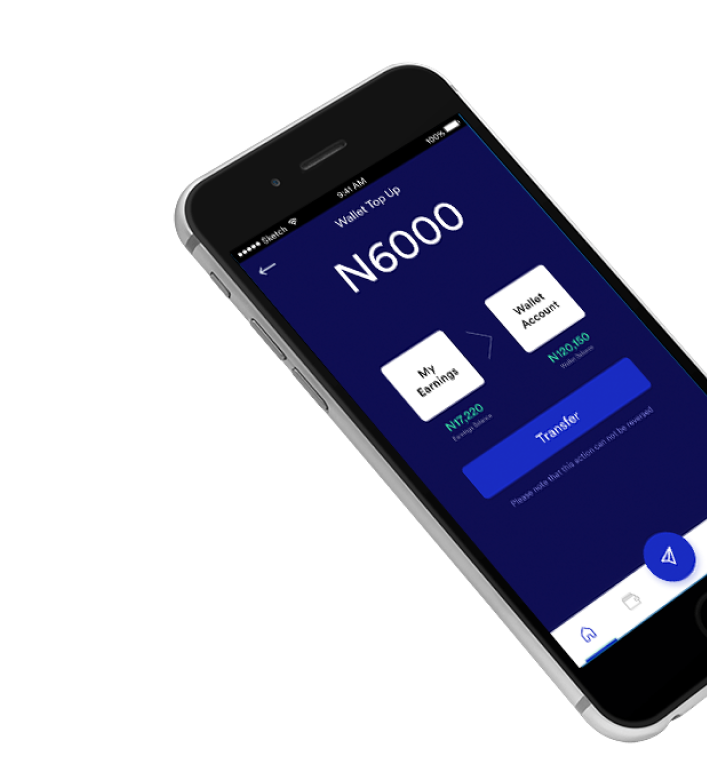 Sketch
9:41 AM
100%
Wallet Top Up
N6000
My
Earnings
Wallet
Account
N17,220
Earnings Balance
N120,150
Wallet Balance
Transfer
Please note that this action can not be reversed